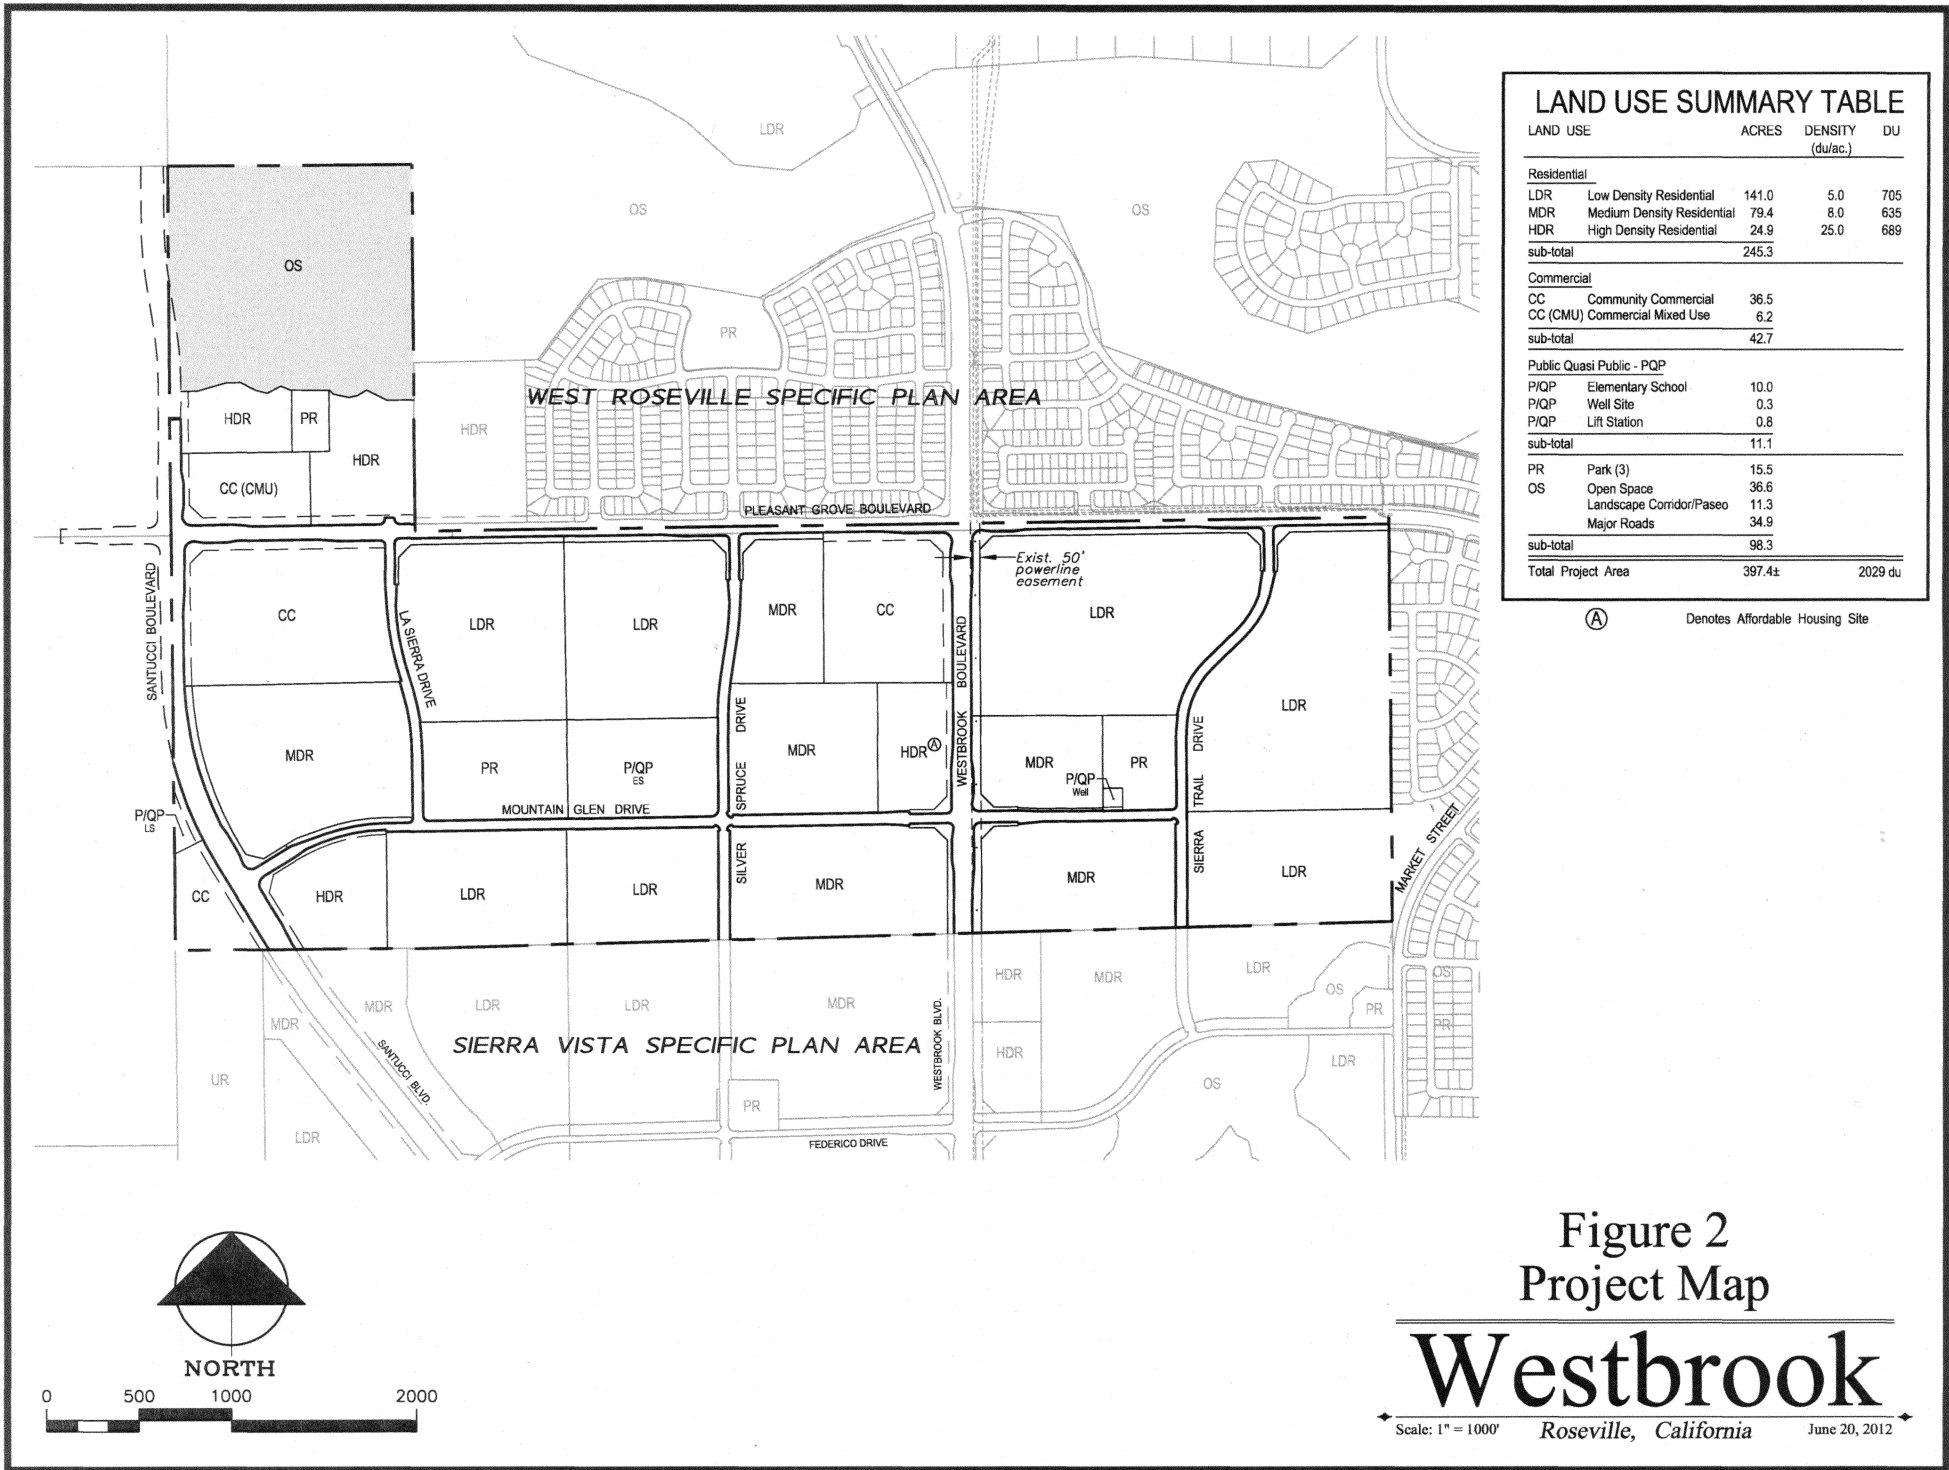 LAND USE SUMMARY TABLE
LAND USE ACRES DENSITY DU
(du/ac.)
Residential
LDR Low Density Residential 141.0 5.0 705
MDR Medium Density Residential 79.4 8.0 635
HDR High Density Residential 24.9 25.0 689
sub-total 245.3
Commercial
CC Community Commercial 36.5
CC (CMU) Commercial Mixed Use 6.2
sub-total 42.7
Public Quasi Public - PQP
P/QP Elementary School 10.0
P/QP Well Site 0.3
P/QP Lift Station 0.8
sub-total 11.1
PR Park (3) 15.5
OS Open Space 36.6
Landscape Corridor/Paseo 11.3
Major Roads 34.9
sub-total 98.3
Total Project Area 397.4± 2029 du
A Denotes Affordable Housing Site
LDR
OS
OS
OS
PR
WEST ROSEVILLE SPECIFIC PLAN AREA
HDR
PR
HDR
HDR
CC (CMU)
PLEASANT GROVE BOULEVARD
Exist. 50'
powerline
easement
SANTUCCI BOULEVARD
CC
LA SIERRA DRIVE
LDR
LDR
MDR
CC
WESTBROOK BOULEVARD
LDR
LDR
MDR
PR
P/QP
ES
SILVER SPRUCE DRIVE
MDR
HDR A
MDR
P/QP
Well
PR
SIERRA TRAIL DRIVE
MOUNTAIN GLEN DRIVE
P/QP
LS
CC
HDR
LDR
LDR
MDR
MDR
LDR
MARKET STREET
MDR
MDR
LDR
LDR
MDR
HDR
MDR
LDR
OS
PR
OS
PR
SIERRA VISTA SPECIFIC PLAN AREA
SANTUCCI BLVD.
WESTBROOK BLVD.
HDR
LDR
UR
PR
OS
LDR
FEDERICO DRIVE
NORTH
0 500 1000 2000
Figure 2
Project Map
Westbrook
Scale: 1" = 1000' Roseville, California June 20, 2012